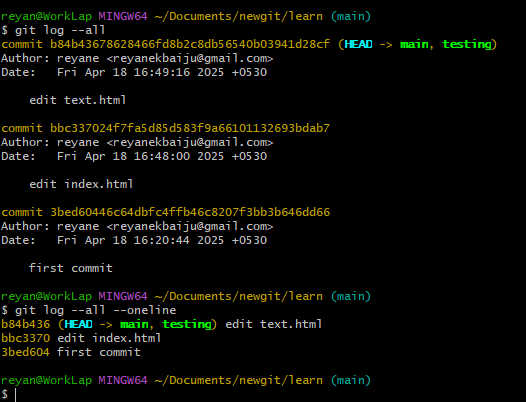 reyan@WorkLap MINGW64 ~/Documents/newgit/learn (main)
$ git log --all
commit b84b43678628466fd8b2c8db56540b03941d28cf (HEAD -> main, testing)
Author: reyane <reyanekbaiju@gmail.com>
Date:   Fri Apr 18 16:49:16 2025 +0530
    edit text.html
commit bbc337024f7fa5d85d583f9a66101132693bdab7
Author: reyane <reyanekbaiju@gmail.com>
Date:   Fri Apr 18 16:48:00 2025 +0530
    edit index.html
commit 3bed60446c64dbfc4ffb46c8207f3bb3b646dd66
Author: reyane <reyanekbaiju@gmail.com>
Date:   Fri Apr 18 16:20:44 2025 +0530
    first commit
reyan@WorkLap MINGW64 ~/Documents/newgit/learn (main)
$ git log --all --oneline
b84b436 (HEAD -> main, testing) edit text.html
bbc3370 edit index.html
3bed604 first commit
reyan@WorkLap MINGW64 ~/Documents/newgit/learn (main)
$